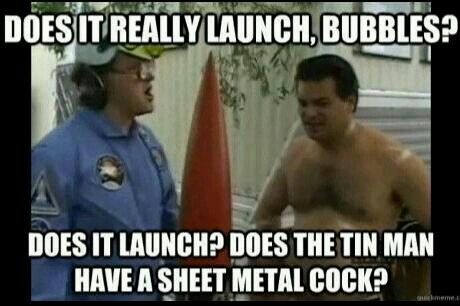 DOES IT REALLY LAUNCH, BUBBLES?
DOES IT LAUNCH? DOES THE TIN MAN
HAVE A SHEET METAL COCK?